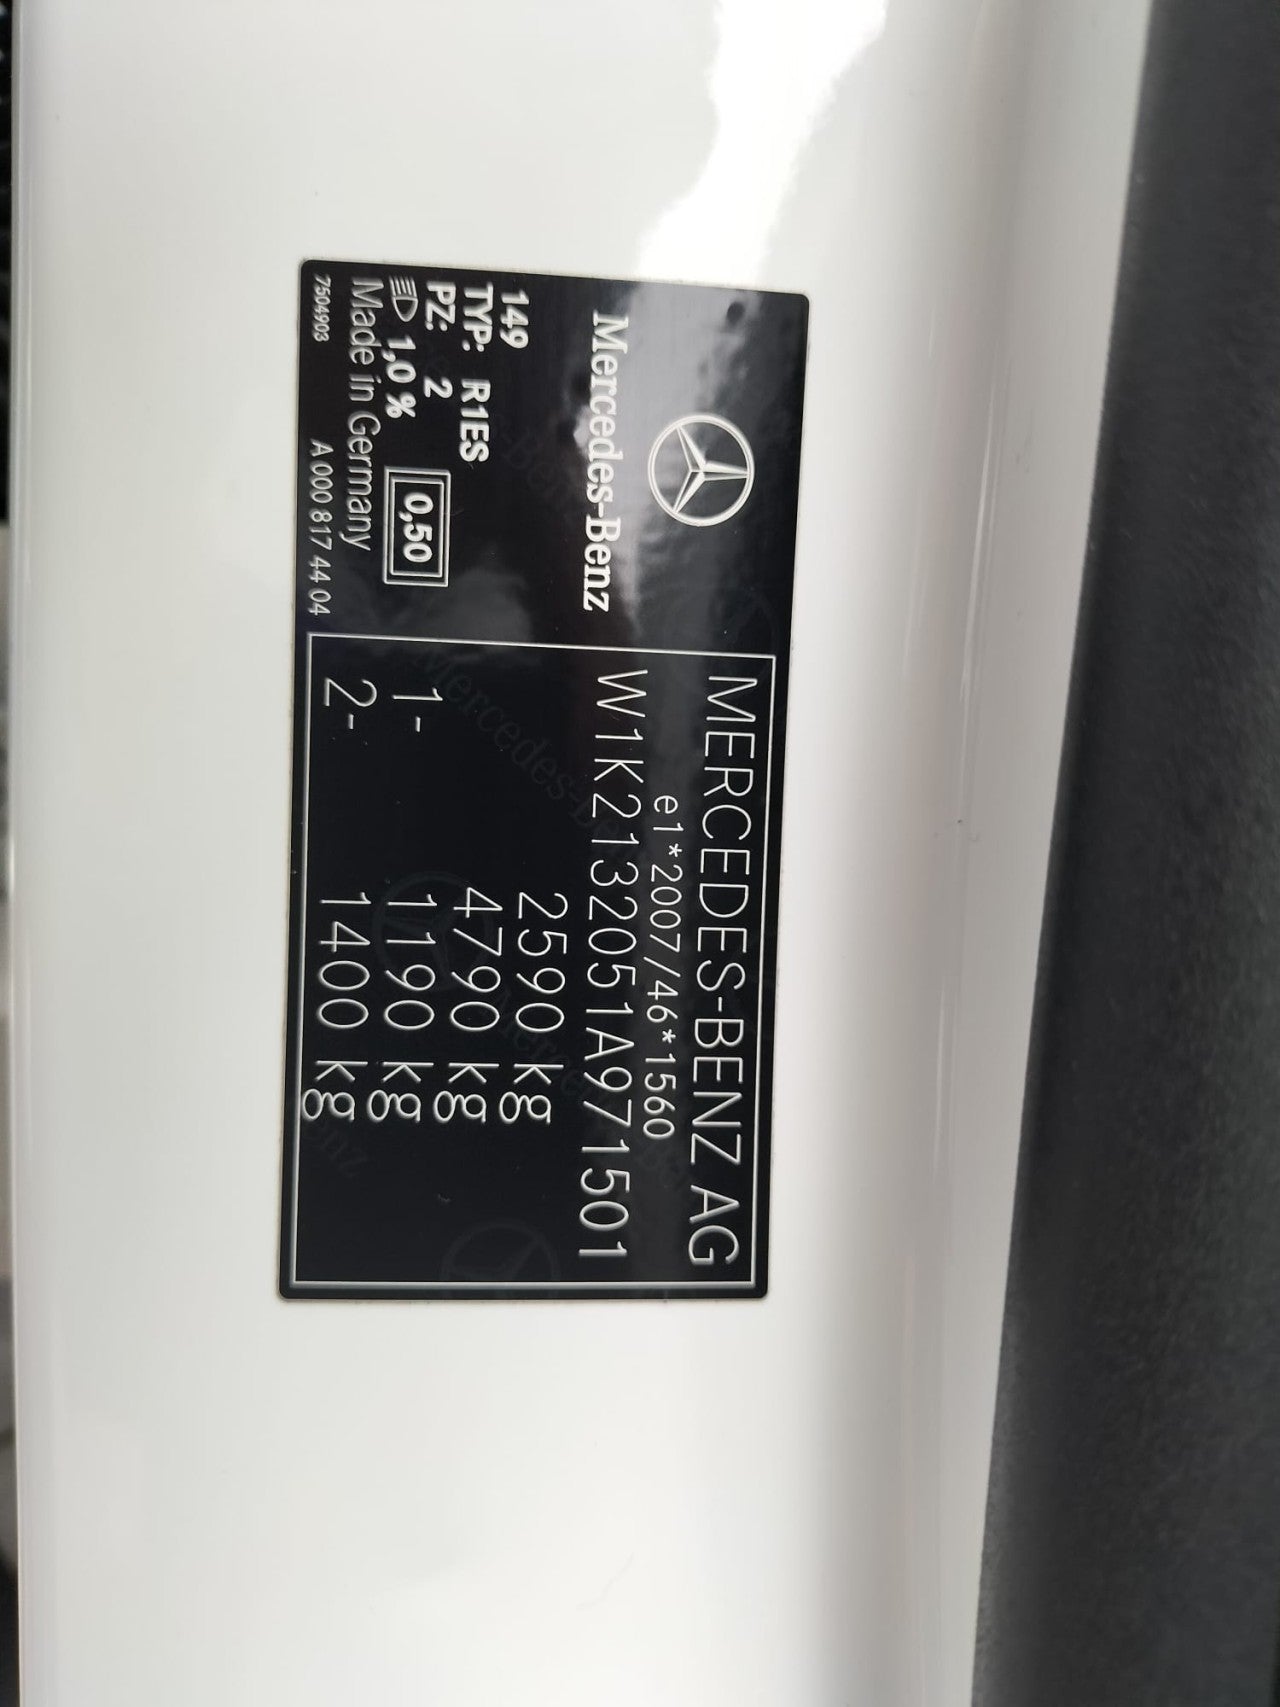 Mercedes-Benz
149
TYP: R1ES
PZ: 2
1,0 %
0,50
Made in Germany
7504903
A 000 817 44 04
MERCEDES-BENZ AG
e1*2007/46*1560
W1K2132051A971501
2590 kg
4790 kg
1- 1190 kg
2- 1400 kg